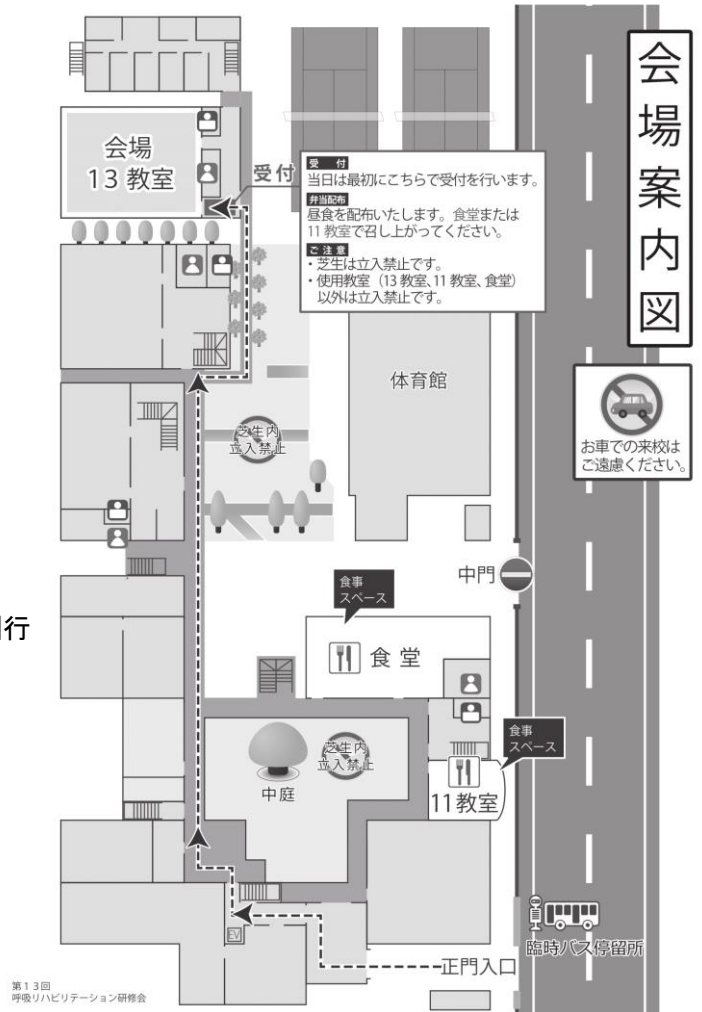 会場案内図
会場
13 教室
受付
受　付
当日は最初にこちらで受付を行います。
弁当配布
昼食を配布いたします。食堂または
11 教室で召し上がってください。
ご 注 意
・芝生は立入禁止です。
・使用教室（13 教室、11 教室、食堂）
以外は立入禁止です。
体育館
お車での来校は
ご遠慮ください。
芝生内
立入禁止
中門
行
食事
スペース
食 堂
食事
スペース
芝生内
立入禁止
中庭
11 教室
EV
正門入口
臨時バス停留所
第１３回
呼吸リハビリテーション研修会